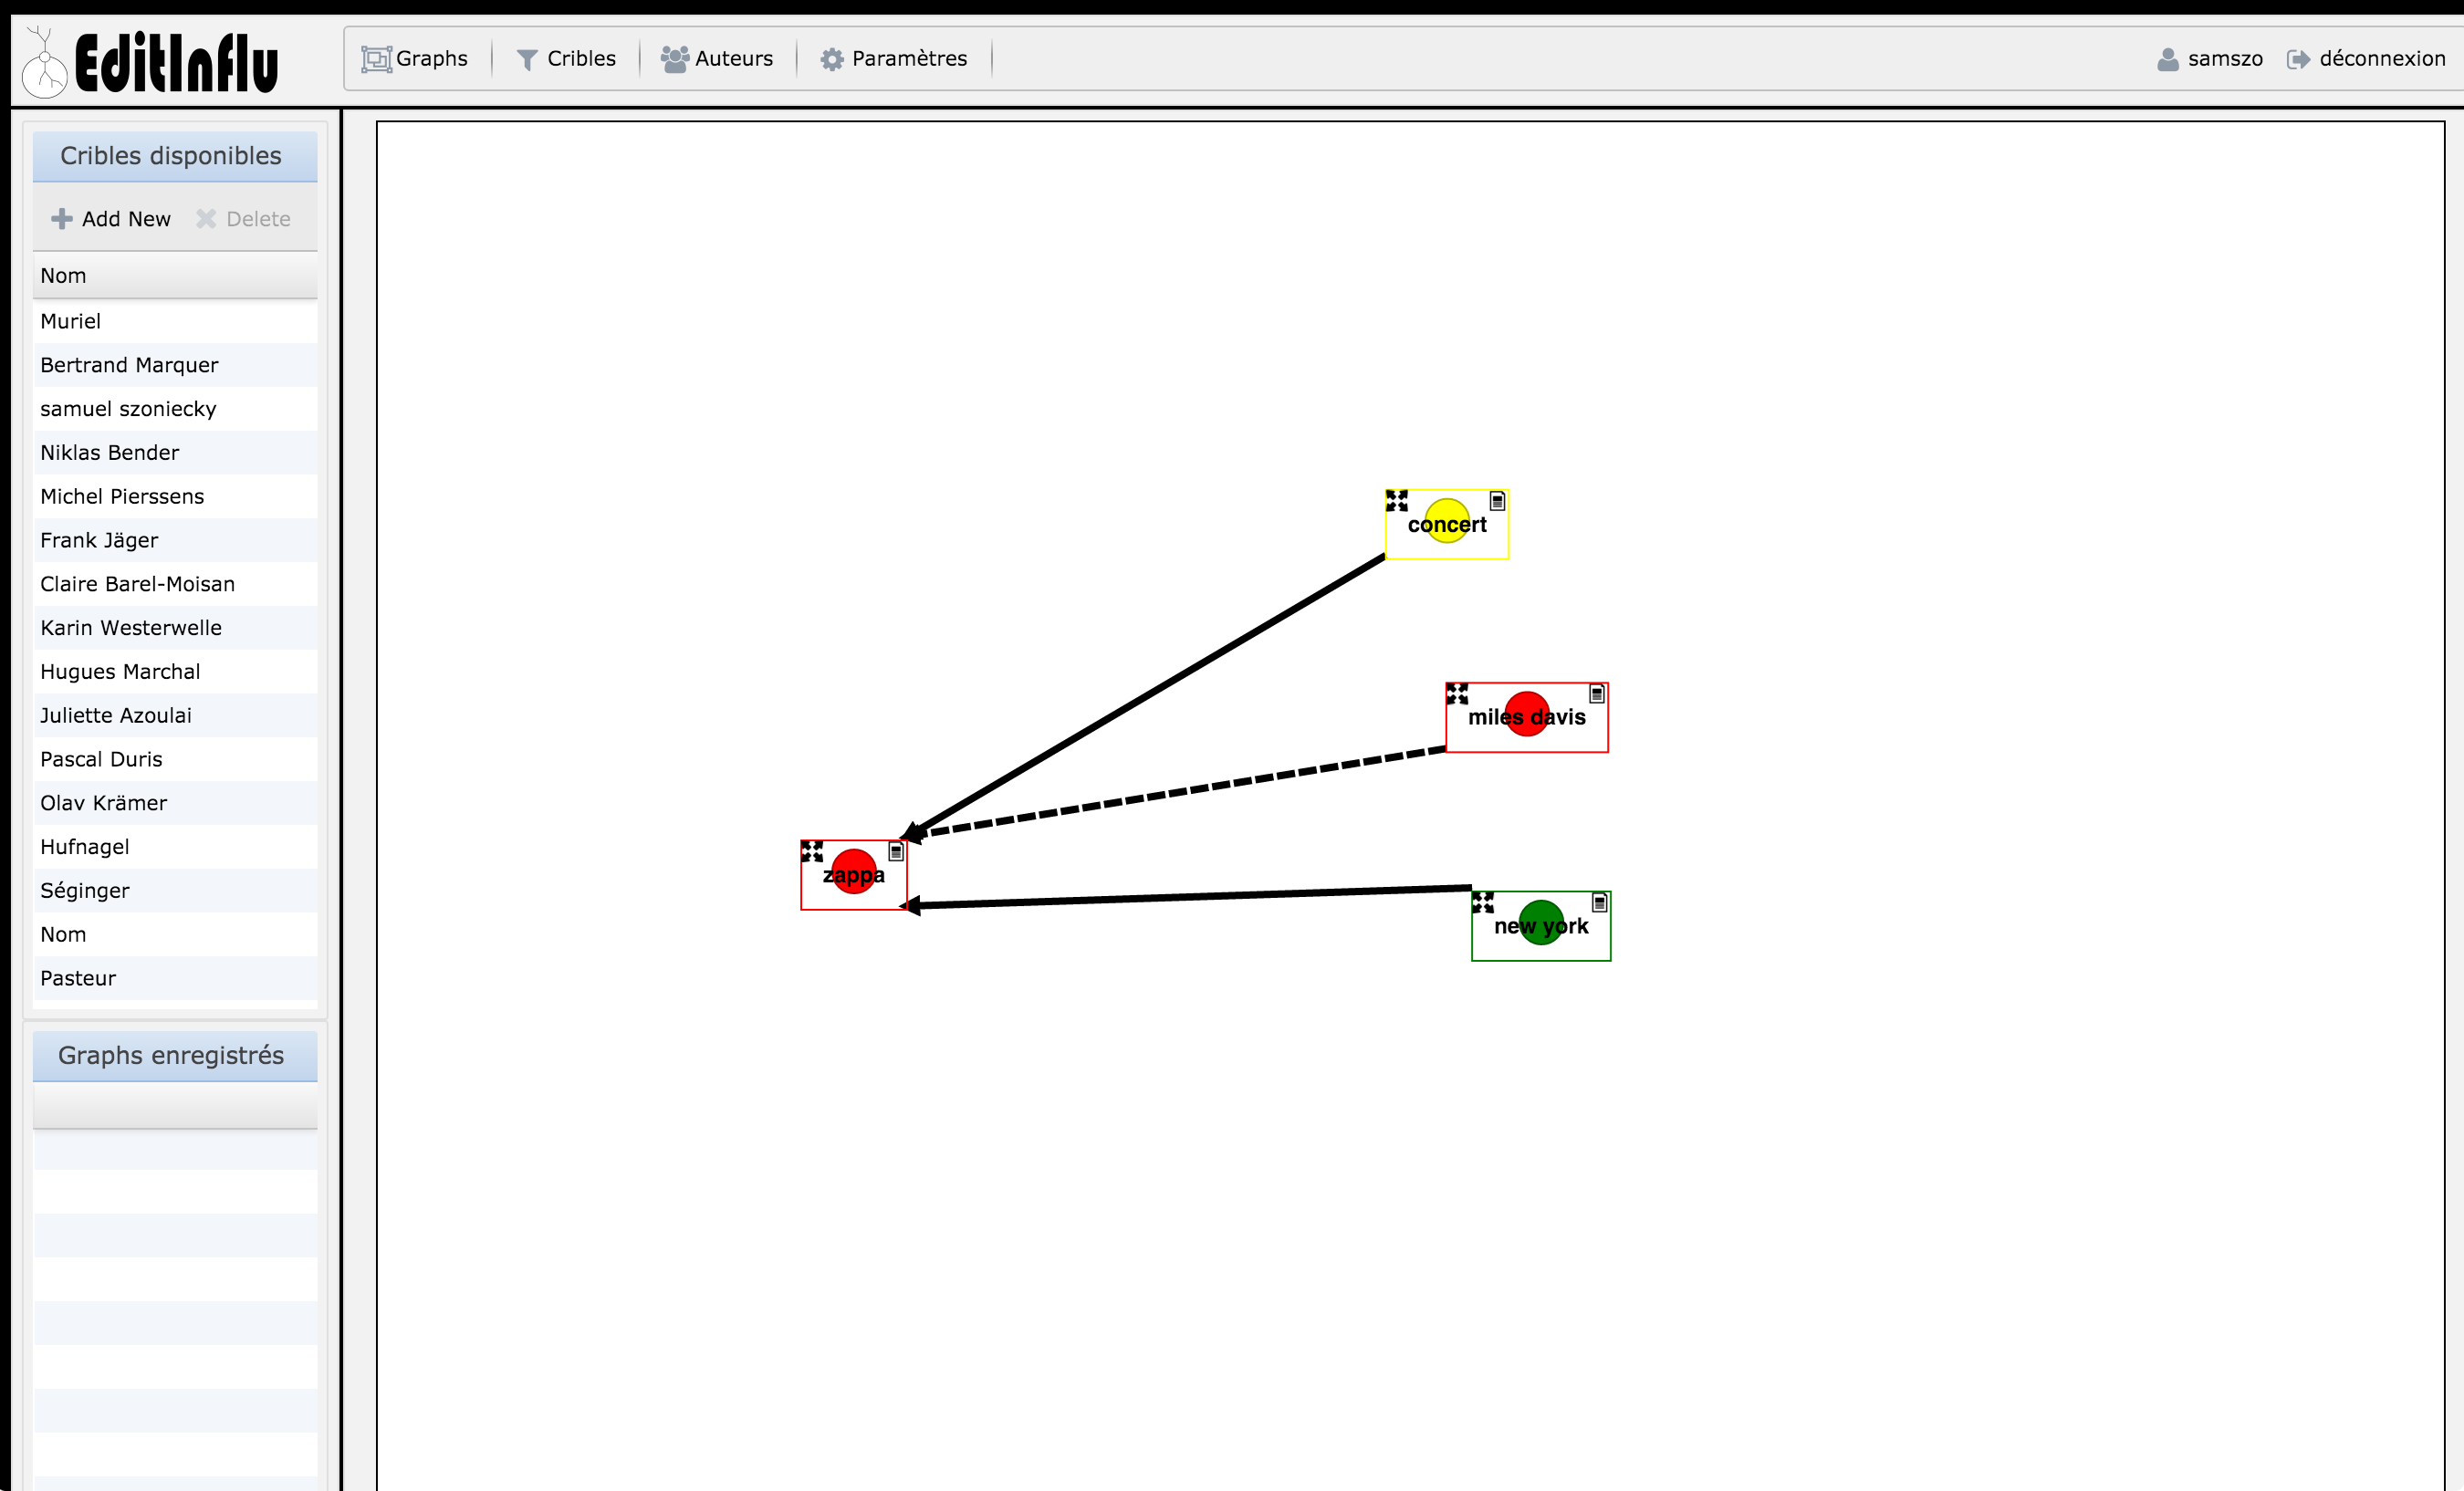 EditInflu
Graphs
Cribles
Auteurs
Paramètres
samszo
déconnexion
Cribles disponibles
Add New
Delete
Nom
Muriel
Bertrand Marquer
samuel szoniecky
Niklas Bender
Michel Pierssens
Frank Jäger
Claire Barel-Moisan
Karin Westerwelle
Hugues Marchal
Juliette Azoulai
Pascal Duris
Olav Krämer
Hufnagel
Séginger
Nom
Pasteur
Graphs enregistrés
concert
miles davis
zappa
new york